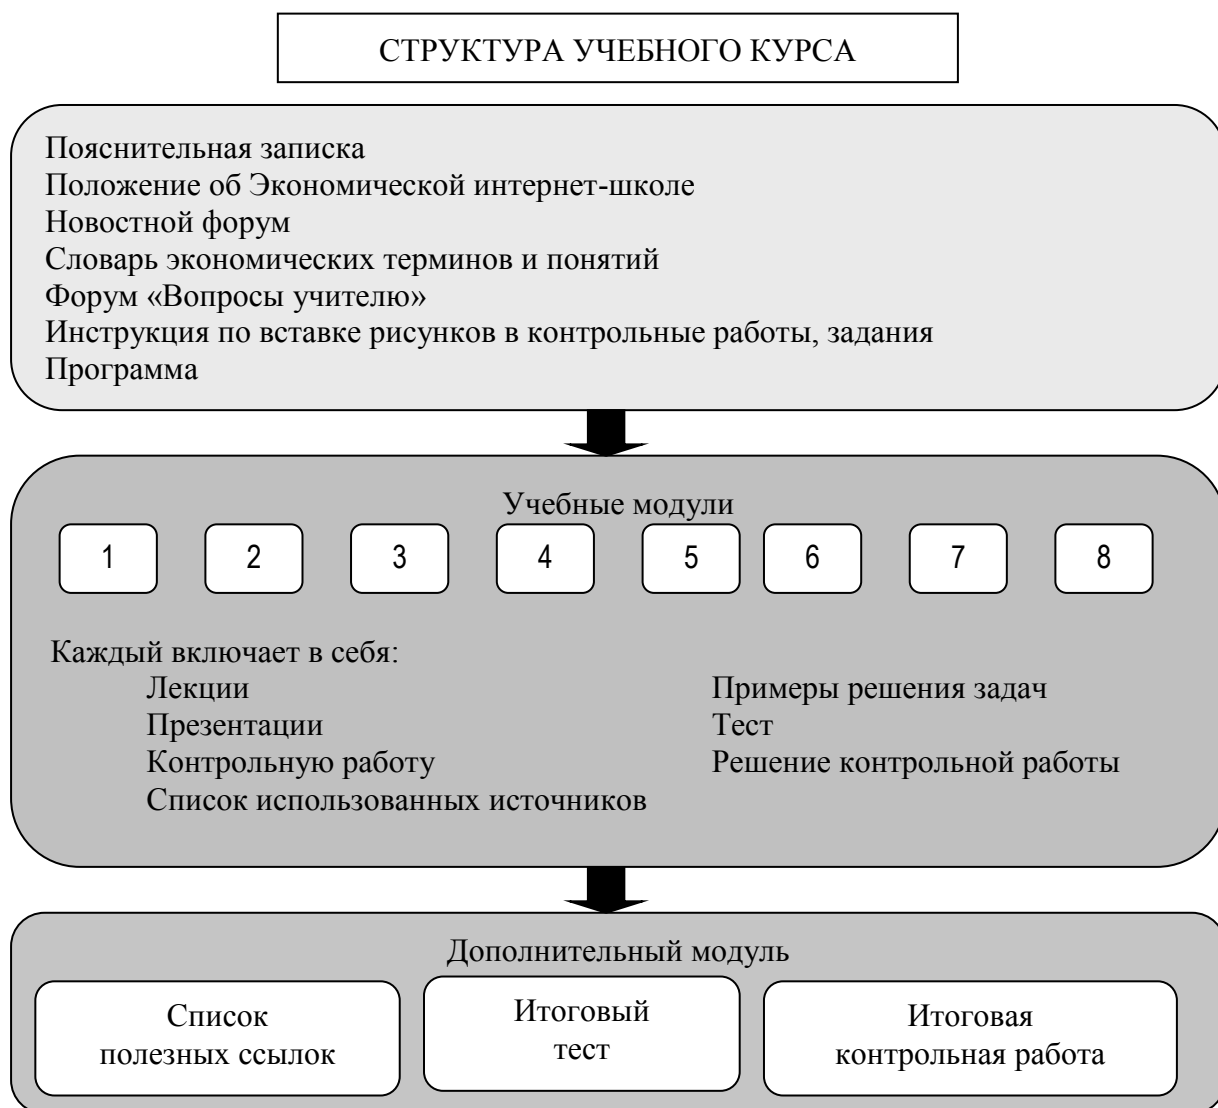 СТРУКТУРА УЧЕБНОГО КУРСА
Пояснительная записка
Положение об Экономической интернет-школе
Новостной форум
Словарь экономических терминов и понятий
Форум «Вопросы учителю»
Инструкция по вставке рисунков в контрольные работы, задания
Программа
Учебные модули
1 2 3 4 5 6 7 8
Каждый включает в себя:
Лекции
Презентации
Контрольную работу
Список использованных источников
Примеры решения задач
Тест
Решение контрольной работы
Дополнительный модуль
Список
полезных ссылок
Итоговый
тест
Итоговая
контрольная работа